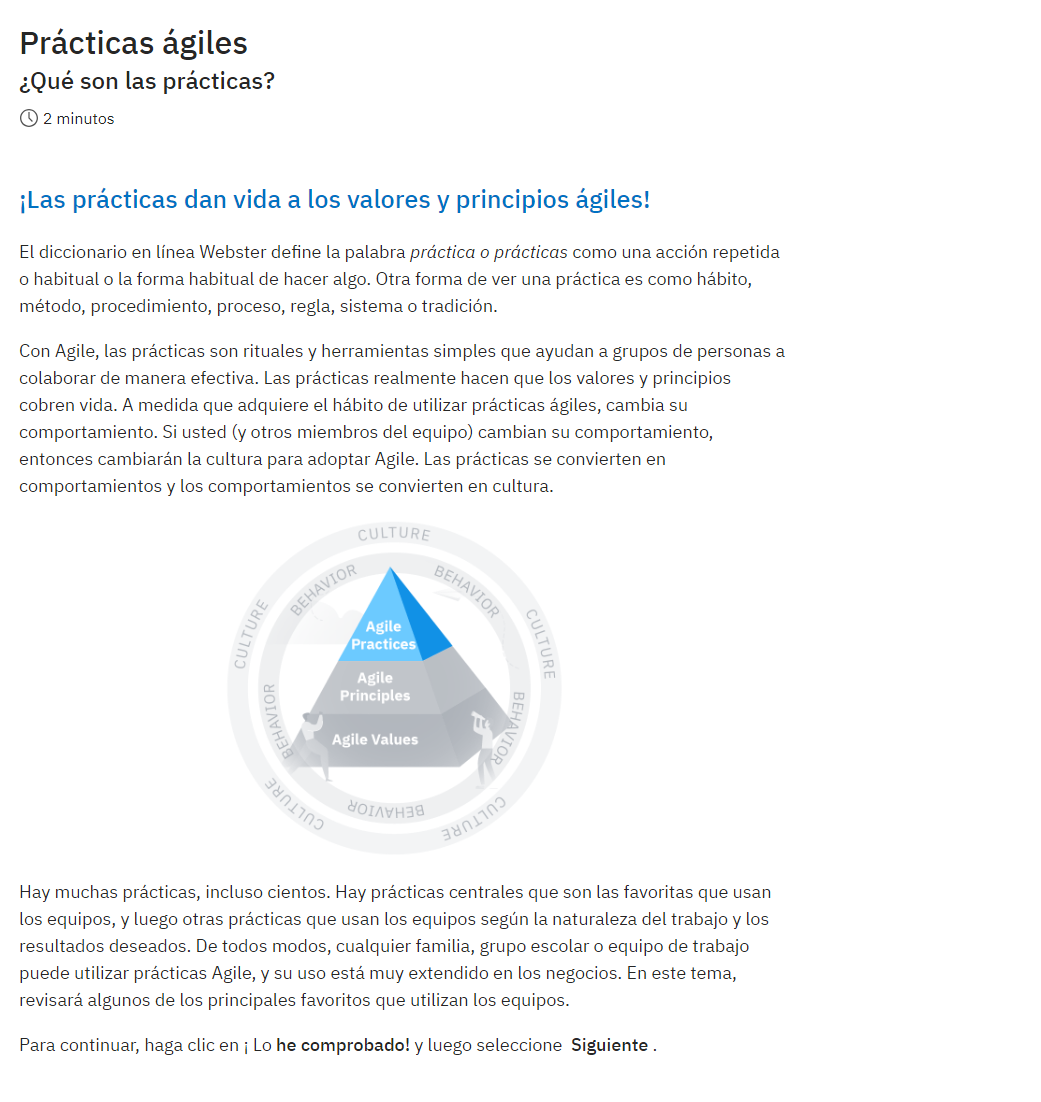 Prácticas ágiles
¿Qué son las prácticas?
2 minutos
¡Las prácticas dan vida a los valores y principios ágiles!
El diccionario en línea Webster define la palabra práctica o prácticas como una acción repetida
o habitual o la forma habitual de hacer algo. Otra forma de ver una práctica es como hábito,
método, procedimiento, proceso, regla, sistema o tradición.
Con Agile, las prácticas son rituales y herramientas simples que ayudan a grupos de personas a
colaborar de manera efectiva. Las prácticas realmente hacen que los valores y principios
cobren vida. A medida que adquiere el hábito de utilizar prácticas ágiles, cambia su
comportamiento. Si usted (y otros miembros del equipo) cambian su comportamiento,
entonces cambiarán la cultura para adoptar Agile. Las prácticas se convierten en
comportamientos y los comportamientos se convierten en cultura.
CULTURE
BEHAVIOR
BEHAVIOR
CULTURE
CULTURE
Agile
Practices
Agile
Principles
Agile Values
BEHAVIOR
BEHAVIOR
BEHAVIOR
CULTURE
CULTURE
Hay muchas prácticas, incluso cientos. Hay prácticas centrales que son las favoritas que usan
los equipos, y luego otras prácticas que usan los equipos según la naturaleza del trabajo y los
resultados deseados. De todos modos, cualquier familia, grupo escolar o equipo de trabajo
puede utilizar prácticas Agile, y su uso está muy extendido en los negocios. En este tema,
revisará algunos de los principales favoritos que utilizan los equipos.
Para continuar, haga clic en ¡ Lo he comprobado! y luego seleccione Siguiente .